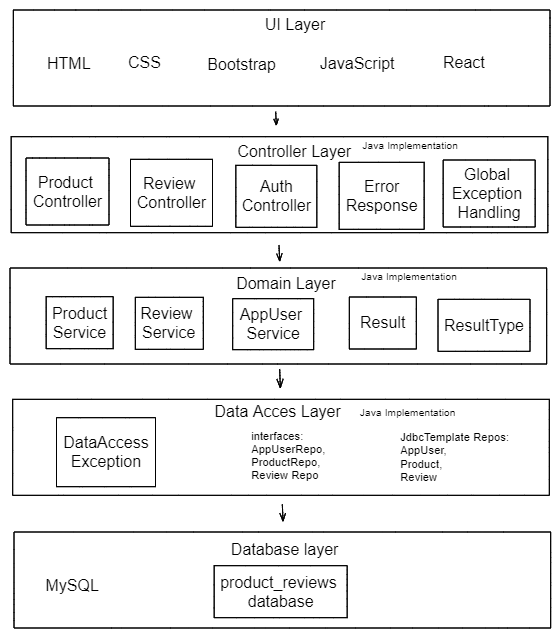 UI Layer
HTML CSS Bootstrap JavaScript React
Controller Layer Java Implementation
Product
Controller
Review
Controller
Auth
Controller
Error
Response
Global
Exception
Handling
Domain Layer Java Implementation
Product
Service
Review
Service
AppUser
Service
Result
ResultType
Data Acces Layer Java Implementation
DataAccess
Exception
interfaces:
AppUserRepo,
ProductRepo,
Review Repo
JdbcTemplate Repos:
AppUser,
Product,
Review
Database layer
MySQL
product_reviews
database